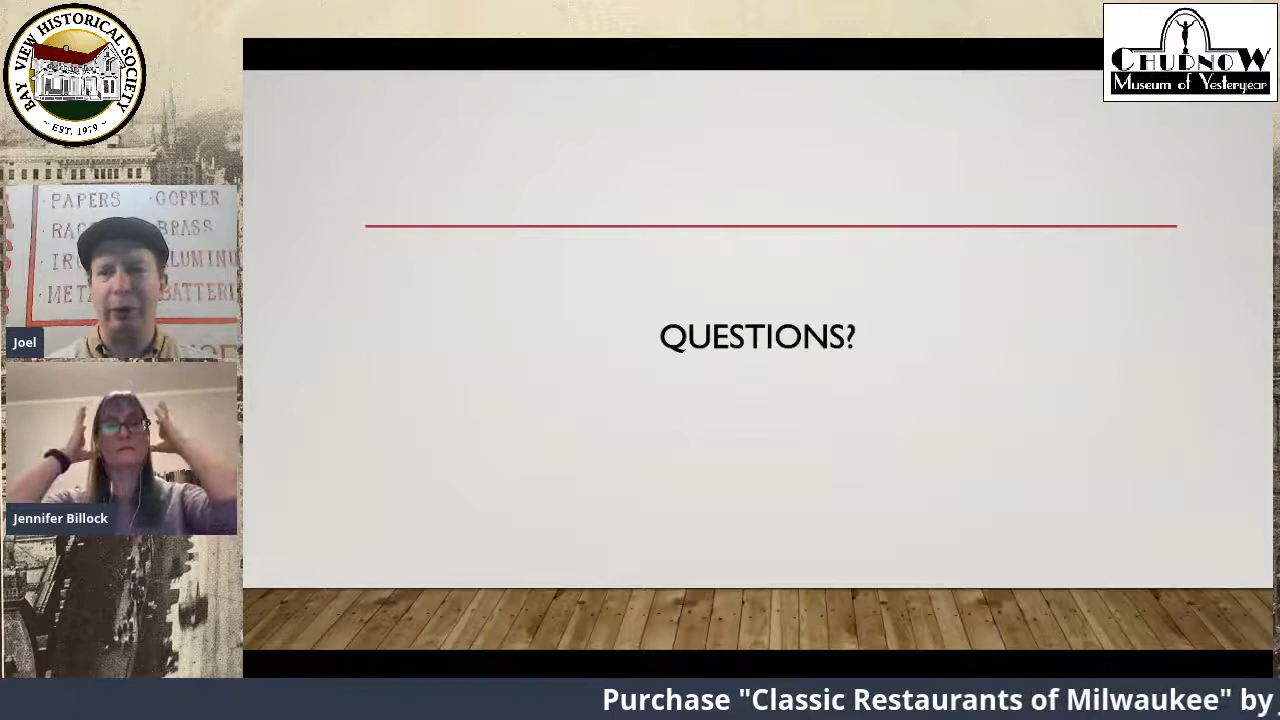 BAY VIEW HISTORICAL SOCIETY
~ EST. 1979 ~
CHUDNOW
Museum of Yesteryear
· PAPERS · COPPER
BRASS
· META
Joel
QUESTIONS?
Jennifer Billock
Purchase "Classic Restaurants of Milwaukee" by